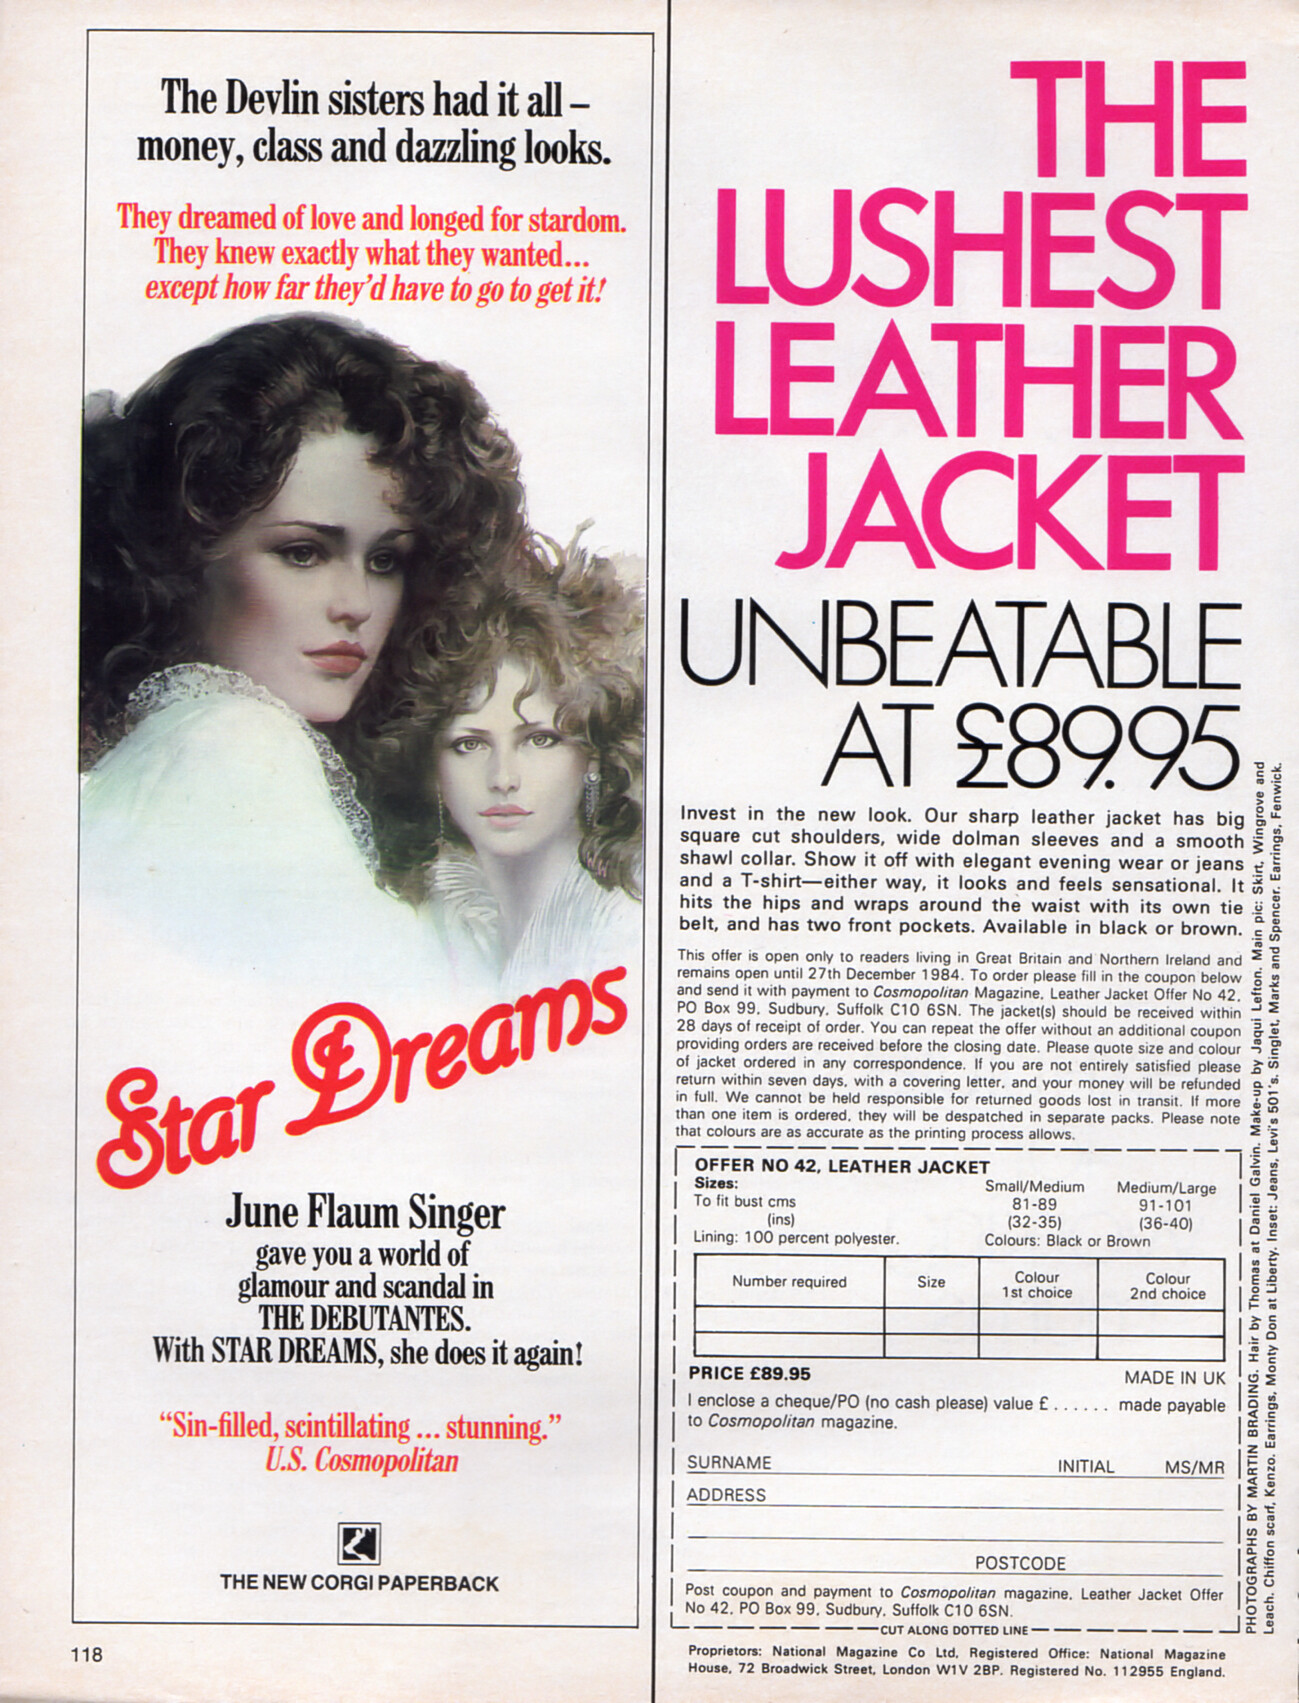 The Devlin sisters had it all –
money, class and dazzling looks.
They dreamed of love and longed for stardom.
They knew exactly what they wanted...
except how far they'd have to go to get it!
Star Dreams
June Flaum Singer
gave you a world of
glamour and scandal in
THE DEBUTANTES.
With STAR DREAMS, she does it again!
“Sin-filled, scintillating ... stunning.”
U.S. Cosmopolitan
THE NEW CORGI PAPERBACK
118
THE
LUSHEST
LEATHER
JACKET
UNBEATABLE
AT £89.95
Invest in the new look. Our sharp leather jacket has big
square cut shoulders, wide dolman sleeves and a smooth
shawl collar. Show it off with elegant evening wear or jeans
and a T-shirt—either way, it looks and feels sensational. It
hits the hips and wraps around the waist with its own tie
belt, and has two front pockets. Available in black or brown.
This offer is open only to readers living in Great Britain and Northern Ireland and
remains open until 27th December 1984. To order please fill in the coupon below
and send it with payment to Cosmopolitan Magazine, Leather Jacket Offer No 42,
PO Box 99, Sudbury, Suffolk C10 6SN. The jacket(s) should be received within
28 days of receipt of order. You can repeat the offer without an additional coupon
providing orders are received before the closing date. Please quote size and colour
of jacket ordered in any correspondence. If you are not entirely satisfied please
return within seven days, with a covering letter, and your money will be refunded
in full. We cannot be held responsible for returned goods lost in transit. If more
than one item is ordered, they will be despatched in separate packs. Please note
that colours are as accurate as the printing process allows.
OFFER NO 42, LEATHER JACKET
Sizes: Small/Medium Medium/Large
To fit bust cms 81-89 91-101
(ins) (32-35) (36-40)
Lining: 100 percent polyester. Colours: Black or Brown
Number required Size Colour 1st choice Colour 2nd choice
PRICE £89.95 MADE IN UK
I enclose a cheque/PO (no cash please) value £ . . . . . . made payable
to Cosmopolitan magazine.
SURNAME INITIAL MS/MR
ADDRESS
POSTCODE
Post coupon and payment to Cosmopolitan magazine, Leather Jacket Offer
No 42, PO Box 99, Sudbury, Suffolk C10 6SN.
CUT ALONG DOTTED LINE
Proprietors: National Magazine Co Ltd, Registered Office: National Magazine
House, 72 Broadwick Street, London W1V 2BP. Registered No. 112955 England.
PHOTOGRAPHS BY MARTIN BRADING. Hair by Thomas at Daniel Galvin. Make-up by Jaqui Lefton. Main pic: Skirt, Wingrove and
Leach. Chiffon scarf, Kenzo. Earrings, Monty Don at Liberty. Inset: Jeans, Levi's 501's. Singlet, Marks and Spencer. Earrings, Fenwick.